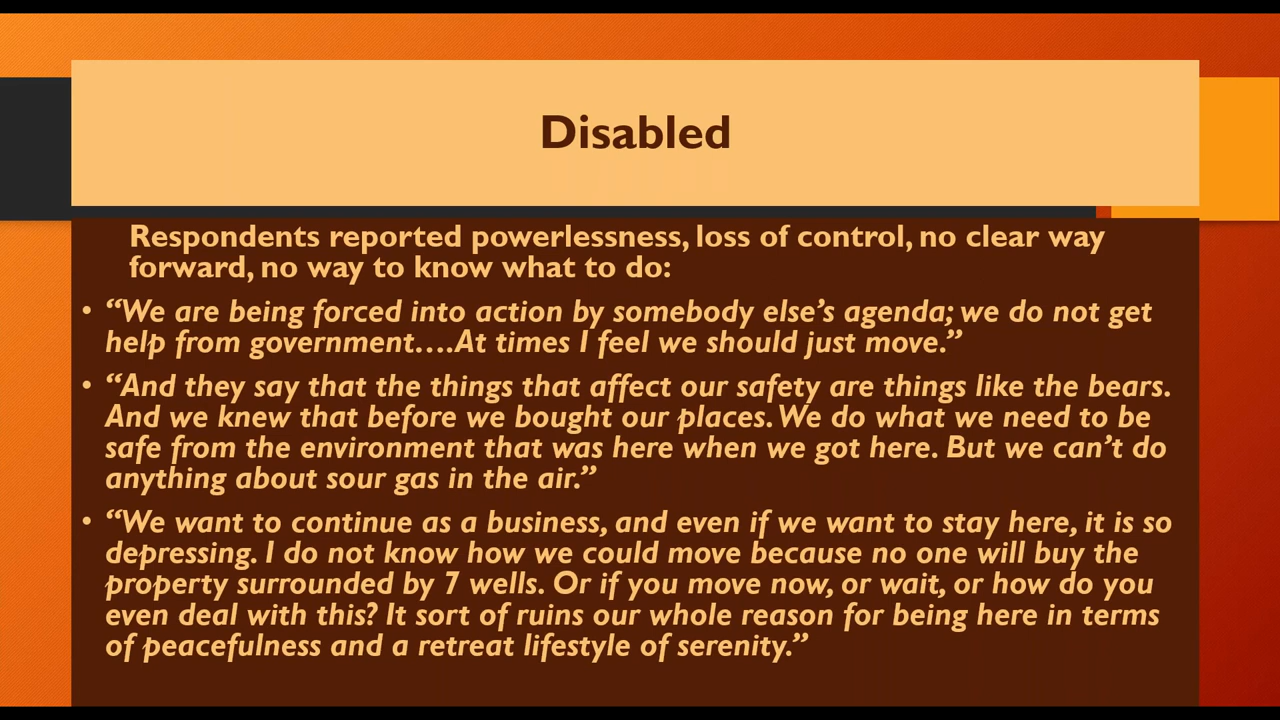 Disabled
Respondents reported powerlessness, loss of control, no clear way
forward, no way to know what to do:
• “We are being forced into action by somebody else’s agenda; we do not get
help from government….At times I feel we should just move.”
• “And they say that the things that affect our safety are things like the bears.
And we knew that before we bought our places. We do what we need to be
safe from the environment that was here when we got here. But we can’t do
anything about sour gas in the air.”
• “We want to continue as a business, and even if we want to stay here, it is so
depressing. I do not know how we could move because no one will buy the
property surrounded by 7 wells. Or if you move now, or wait, or how do you
even deal with this? It sort of ruins our whole reason for being here in terms
of peacefulness and a retreat lifestyle of serenity.”